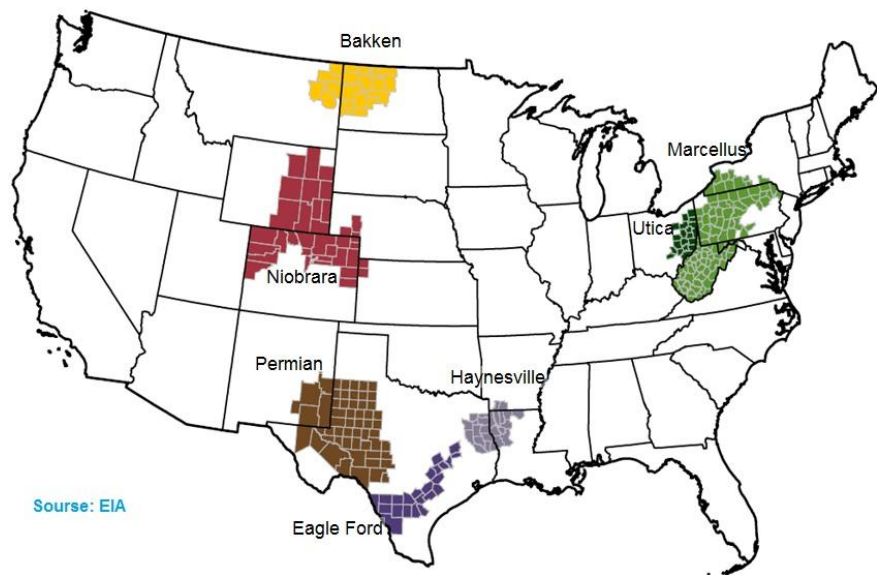 Bakken
Marcellus
Utica
Niobrara
Permian
Haynesville
Sourse: EIA
Eagle Ford